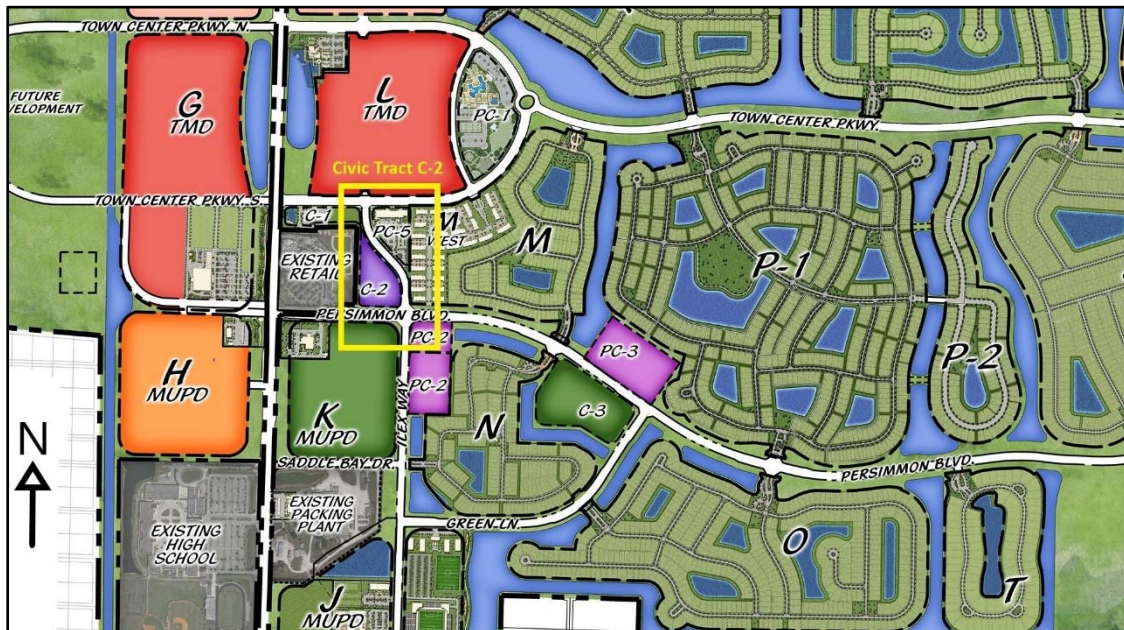 TOWN CENTER PKWY. N.
G
TMD
L
TMD
PC-1
FUTURE
TOWN CENTER PKWY.
Civic Tract C-2
TOWN CENTER PKWY. S.
C-1
PC-5
M
WEST
M
EXISTING
RETAIL
C-2
P-1
PERSIMMON BLVD.
PC-2
PC-3
P-2
H
MUPD
PC-2
K
MUPD
ILEX WAY
C-3
N
N
SADDLE BAY DR.
PERSIMMON BLVD.
EXISTING
HIGH
SCHOOL
EXISTING
PACKING
PLANT
GREEN LN.
O
J
MUPD
T